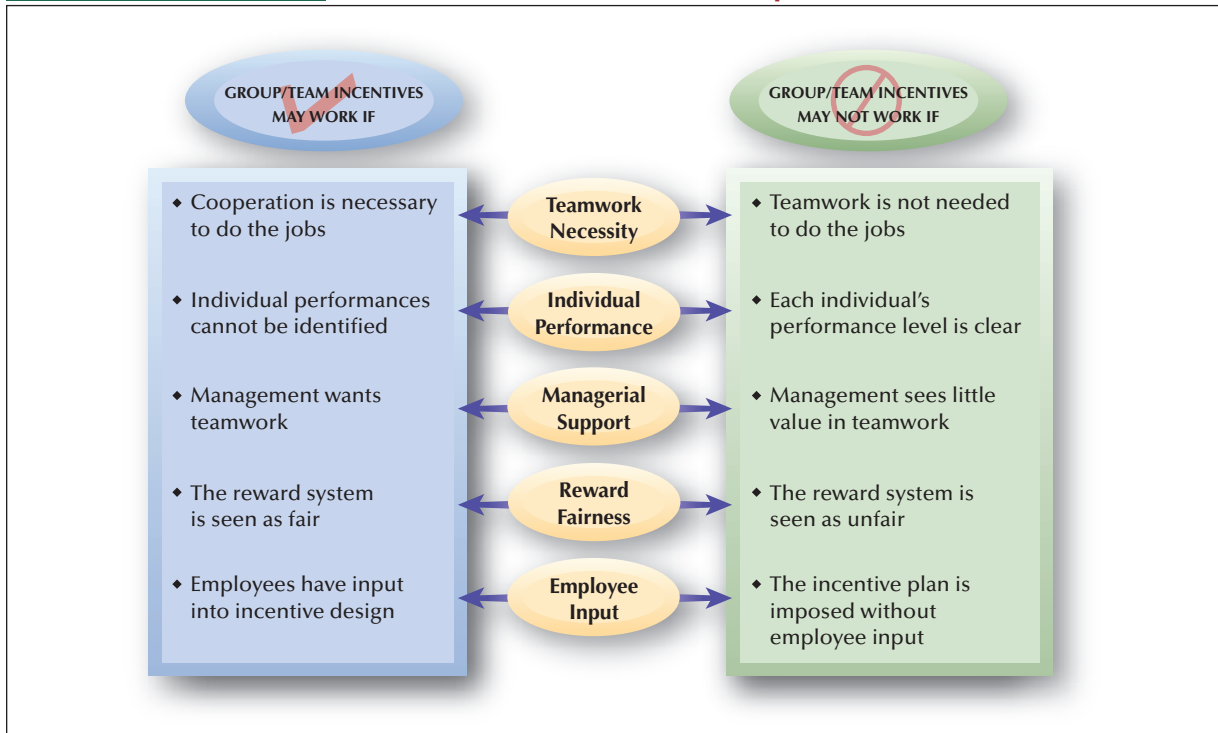 GROUP/TEAM INCENTIVES
MAY WORK IF
GROUP/TEAM INCENTIVES
MAY NOT WORK IF
◆ Cooperation is necessary
to do the jobs
Teamwork
Necessity
◆ Teamwork is not needed
to do the jobs
◆ Individual performances
cannot be identified
Individual
Performance
◆ Each individual’s
performance level is clear
◆ Management wants
teamwork
Managerial
Support
◆ Management sees little
value in teamwork
◆ The reward system
is seen as fair
Reward
Fairness
◆ The reward system is
seen as unfair
◆ Employees have input
into incentive design
Employee
Input
◆ The incentive plan is
imposed without
employee input